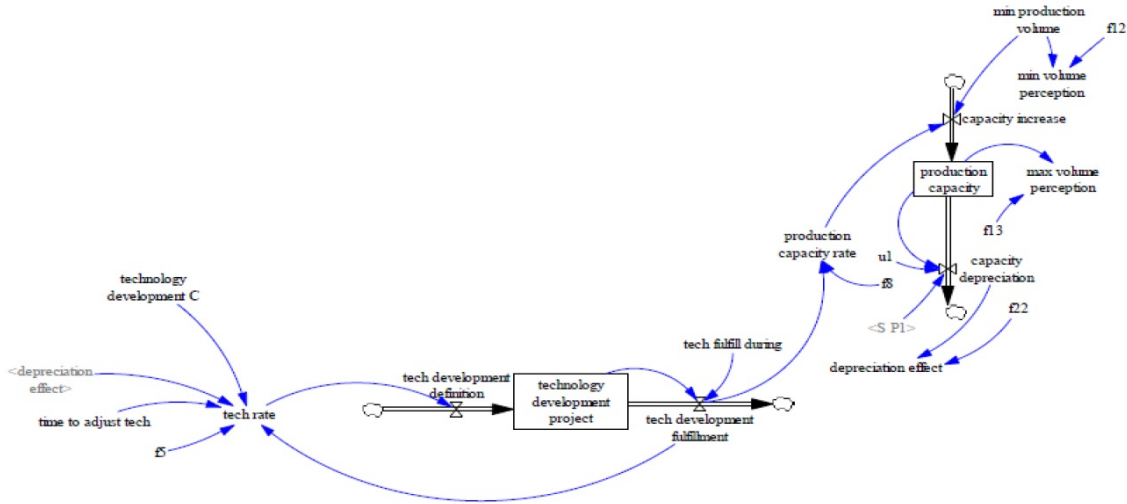 min production
volume
f12
min volume
perception
capacity increase
production
capacity
max volume
perception
f13
production
capacity rate
u1
capacity
depreciation
f8
technology
development C
<S P1>
f22
tech fulfill during
depreciation effect
<depreciation
effect>
tech development
definition
technology
development
project
time to adjust tech
tech rate
tech development
fulfillment
f5